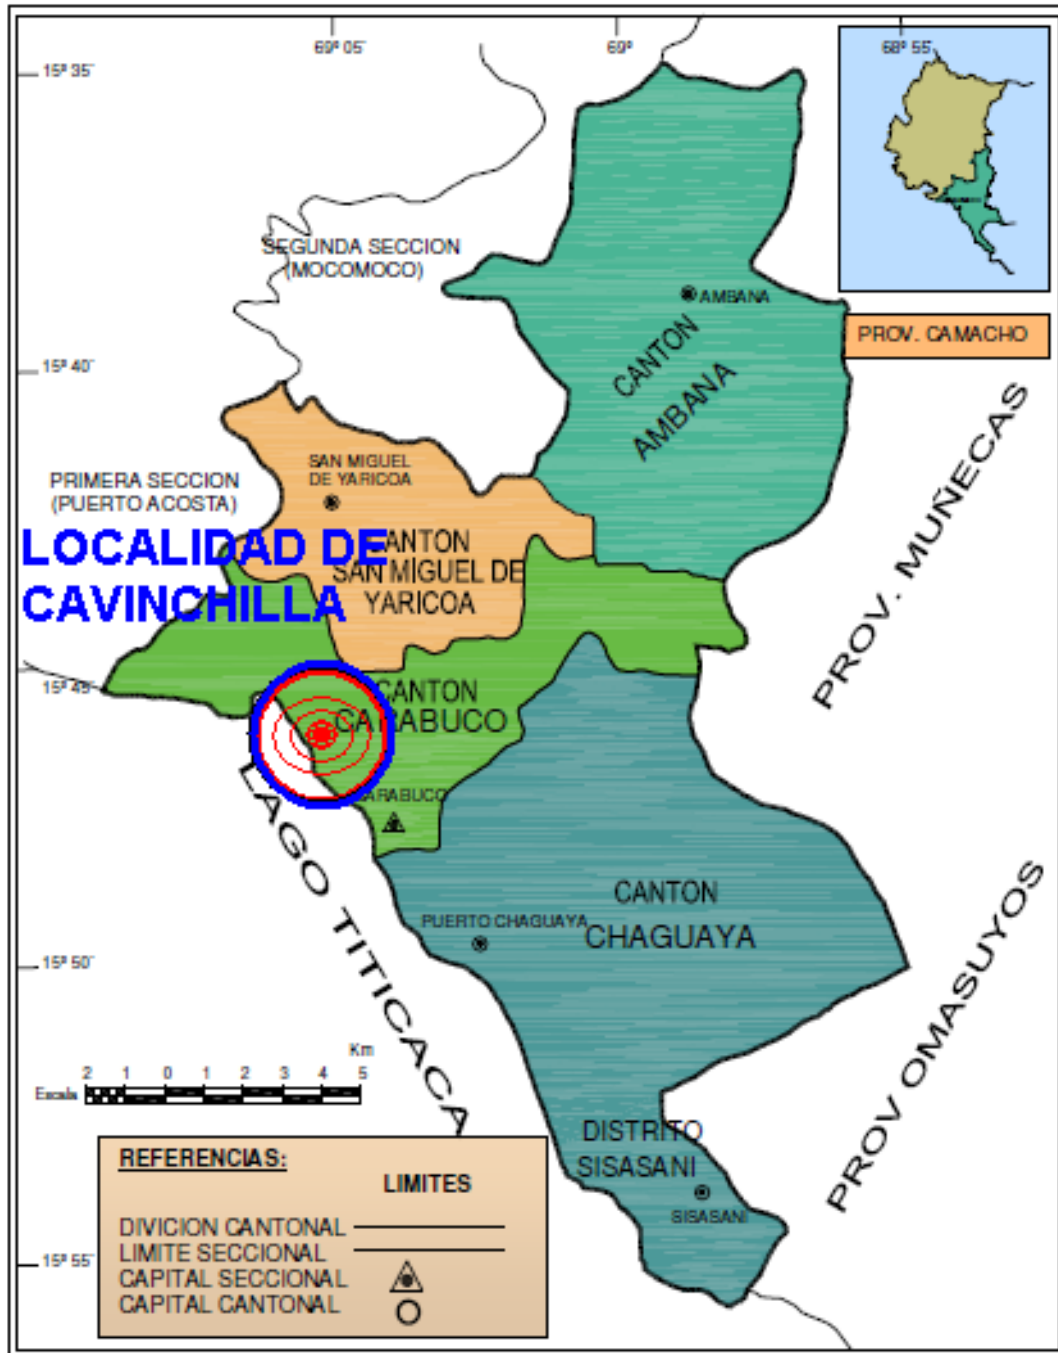 69º 05´
69º
68º 55´
15º 35´
SEGUNDA SECCION
(MOCOMOCO)
AMBANA
CANTON
AMBANA
PROV. CAMACHO
15º 40´
SAN MIGUEL
DE YARICOA
PRIMERA SECCION
(PUERTO ACOSTA)
LOCALIDAD DE
CAVINCHILLA
CANTON
SAN MIGUEL DE
YARICOA
PROV. MUÑECAS
15º 45´
CANTON
CARABUCO
CARABUCO
LAGO TITICACA
CANTON
CHAGUAYA
PUERTO CHAGUAYA
15º 50´
PROV OMASUYOS
Km
2 1 0 1 2 3 4 5
Escala
DISTRITO
SISASANI
SISASANI
15º 55´
REFERENCIAS:
LIMITES
DIVICION CANTONAL
LIMITE SECCIONAL
CAPITAL SECCIONAL
CAPITAL CANTONAL